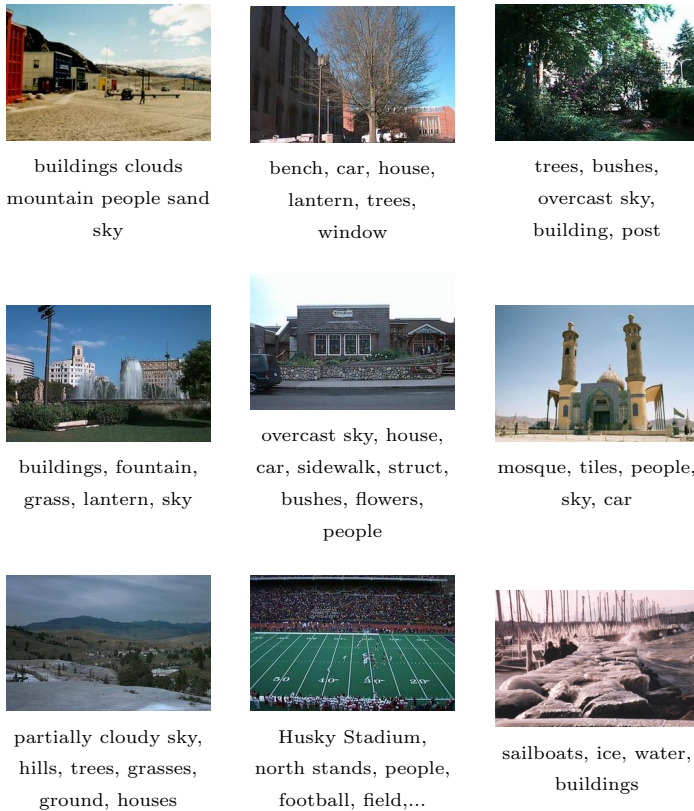 buildings clouds
mountain people sand
sky
bench, car, house,
lantern, trees,
window
trees, bushes,
overcast sky,
building, post
buildings, fountain,
grass, lantern, sky
overcast sky, house,
car, sidewalk, struct,
bushes, flowers,
people
mosque, tiles, people,
sky, car
partially cloudy sky,
hills, trees, grasses,
ground, houses
Husky Stadium,
north stands, people,
football, field,...
sailboats, ice, water,
buildings